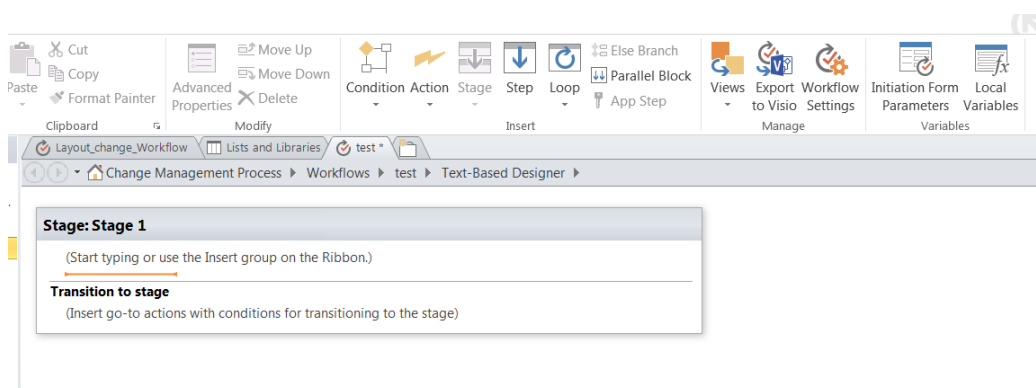 Cut
Copy
Format Painter
Paste
Clipboard
Advanced
Properties
Move Up
Move Down
Delete
Modify
Condition Action Stage Step Loop
Else Branch
Parallel Block
App Step
Insert
Views Export Workflow
to Visio Settings
Manage
Initiation Form Local
Parameters Variables
Variables
Layout_change_Workflow Lists and Libraries test *
Change Management Process Workflows test Text-Based Designer
Stage: Stage 1
(Start typing or use the Insert group on the Ribbon.)
Transition to stage
(Insert go-to actions with conditions for transitioning to the stage)